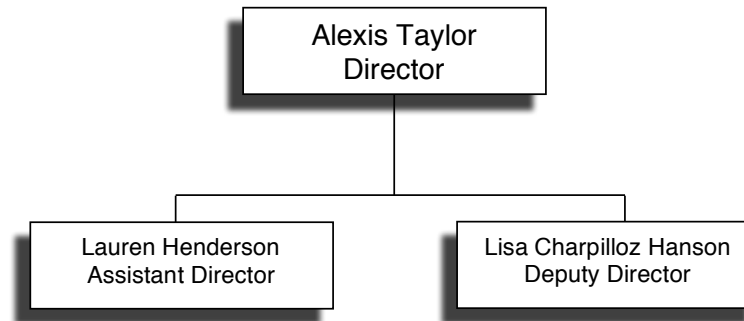 Alexis Taylor
Director
Lauren Henderson
Assistant Director
Lisa Charpilloz Hanson
Deputy Director